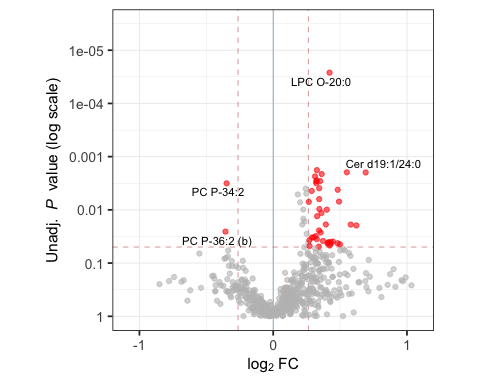 1e-05
LPC O-20:0
1e-04
0.001
Cer d19:1/24:0
PC P-34:2
0.01
PC P-36:2 (b)
0.1
1
Unadj. P value (log scale)
-1 0 1
log₂ FC